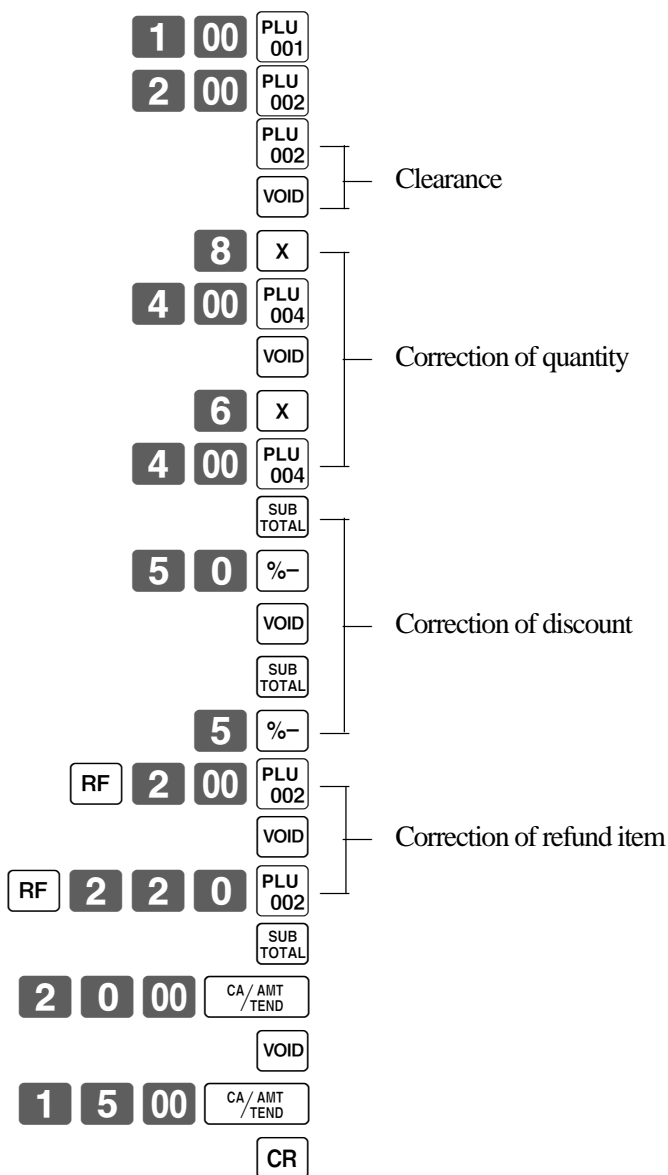 1 00 PLU 001
2 00 PLU 002
PLU 002
VOID
Clearance
8 X
4 00 PLU 004
VOID
Correction of quantity
6 X
4 00 PLU 004
SUB TOTAL
5 0 %−
VOID
Correction of discount
SUB TOTAL
5 %−
RF 2 00 PLU 002
VOID
Correction of refund item
RF 2 2 0 PLU 002
SUB TOTAL
2 0 00 CA/AMT TEND
VOID
1 5 00 CA/AMT TEND
CR